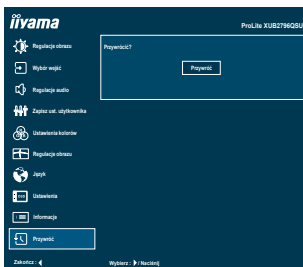 iiyama
ProLite XUB2796QSU
Regulacje obrazu
Przywrócić?
Wybór wejść
Przywróć
Regulacje audio
Zapisz ust. użytkownika
Ustawienia kolorów
Regulacje obrazu
Język
Ustawienia
Informacje
Przywróć
Zakończ : Wybierz : / Naciśnij